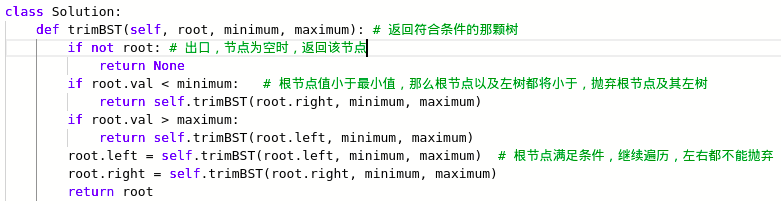 class Solution:
    def trimBST(self, root, minimum, maximum): # 返回符合条件的那颗树
        if not root: # 出口，节点为空时，返回该节点
            return None
        if root.val < minimum:   # 根节点值小于最小值，那么根节点以及左树都将小于，抛弃根节点及其左树
            return self.trimBST(root.right, minimum, maximum)
        if root.val > maximum:
            return self.trimBST(root.left, minimum, maximum)
        root.left = self.trimBST(root.left, minimum, maximum)  # 根节点满足条件，继续遍历，左右都不能抛弃
        root.right = self.trimBST(root.right, minimum, maximum)
        return root